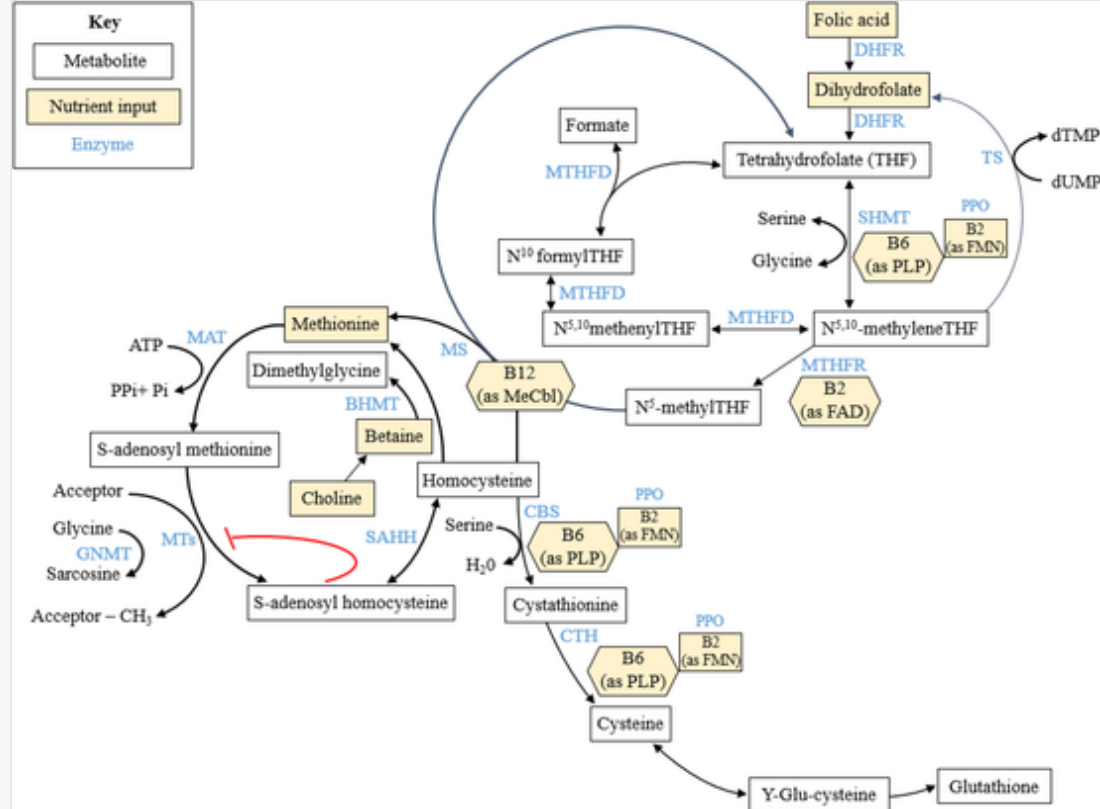 Key
Metabolite
Nutrient input
Enzyme
Folic acid
DHFR
Dihydrofolate
DHFR
Tetrahydrofolate (THF)
Formate
MTHFD
TS
dTMP
dUMP
Serine
Glycine
SHMT
B6
(as PLP)
PPO
B2
(as FMN)
N10 formylTHF
MTHFD
N5,10methenylTHF
MTHFD
N5,10-methyleneTHF
MTHFR
B2
(as FAD)
N5-methylTHF
B12
(as MeCbl)
MS
Methionine
MAT
ATP
PPi+ Pi
Dimethylglycine
BHMT
Betaine
Choline
S-adenosyl methionine
Homocysteine
Acceptor
Glycine
GNMT
Sarcosine
MTs
Acceptor – CH3
SAHH
S-adenosyl homocysteine
Serine
H20
CBS
B6
(as PLP)
PPO
B2
(as FMN)
Cystathionine
CTH
B6
(as PLP)
PPO
B2
(as FMN)
Cysteine
Y-Glu-cysteine
Glutathione